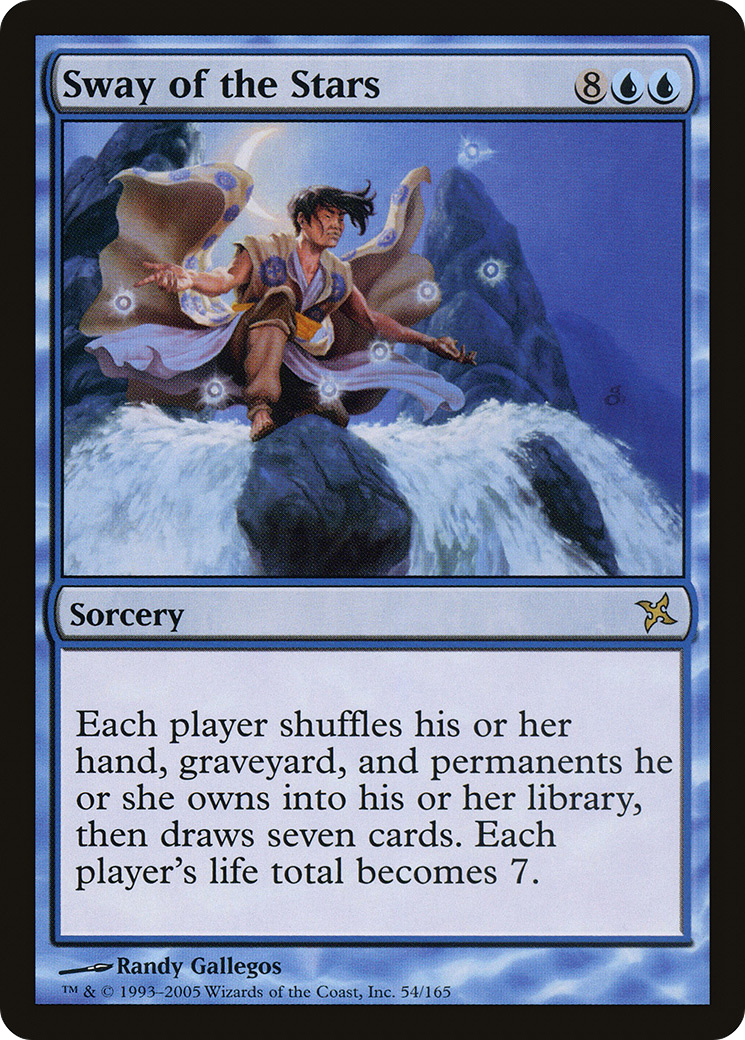 Sway of the Stars
8
Sorcery
Each player shuffles his or her
hand, graveyard, and permanents he
or she owns into his or her library,
then draws seven cards. Each
player's life total becomes 7.
Randy Gallegos
™ & © 1993–2005 Wizards of the Coast, Inc. 54/165